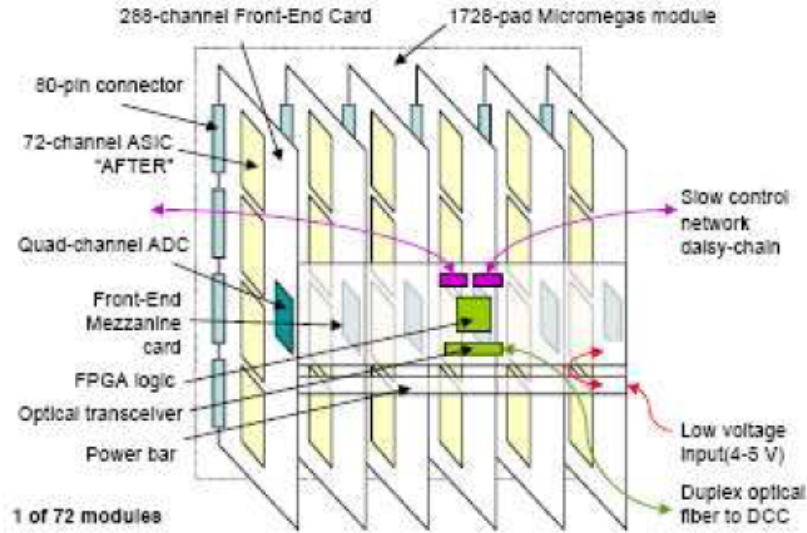 288-channel Front-End Card
1728-pad Micromegas module
80-pin connector
72-channel ASIC
"AFTER"
Quad-channel ADC
Front-End
Mezzanine
card
FPGA logic
Optical transceiver
Power bar
1 of 72 modules
Slow control
network
daisy-chain
Low voltage
input(4-5 V)
Duplex optical
fiber to DCC